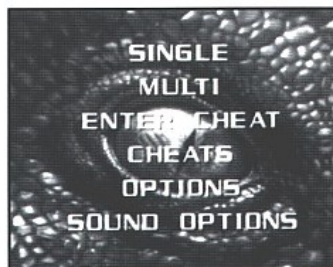 SINGLE
MULTI
ENTER CHEAT
CHEATS
OPTIONS
SOUND OPTIONS